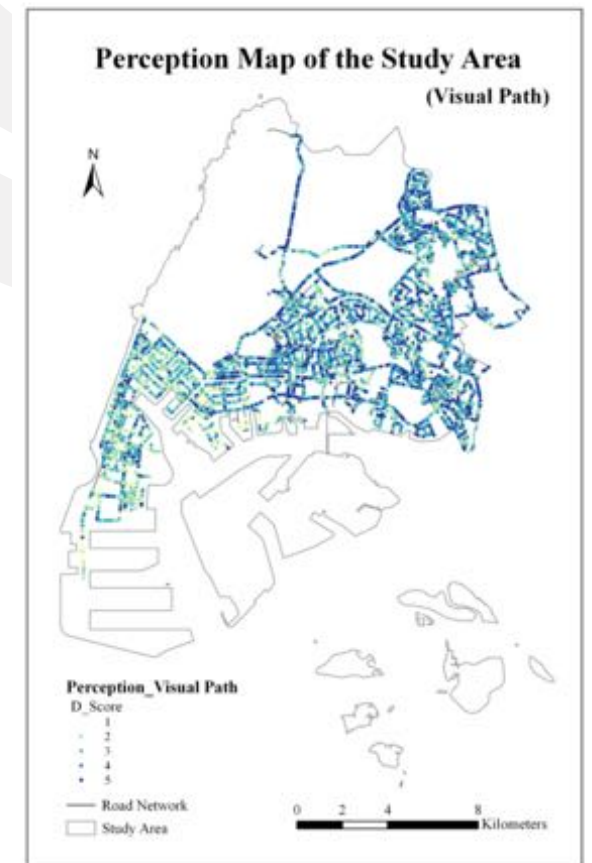 Perception Map of the Study Area
(Visual Path)
N
Perception_Visual Path
D_Score
1
2
3
4
5
Road Network
Study Area
0 2 4 8
Kilometers